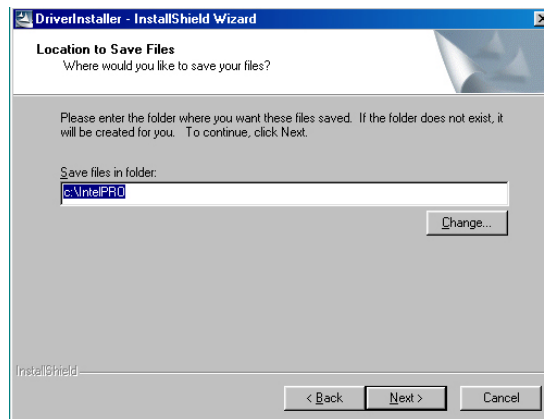 DriverInstaller - InstallShield Wizard
Location to Save Files
Where would you like to save your files?
Please enter the folder where you want these files saved.  If the folder does not exist, it
will be created for you.   To continue, click Next.
Save files in folder:
c:\IntelPRO
Change...
InstallShield
< Back
Next >
Cancel